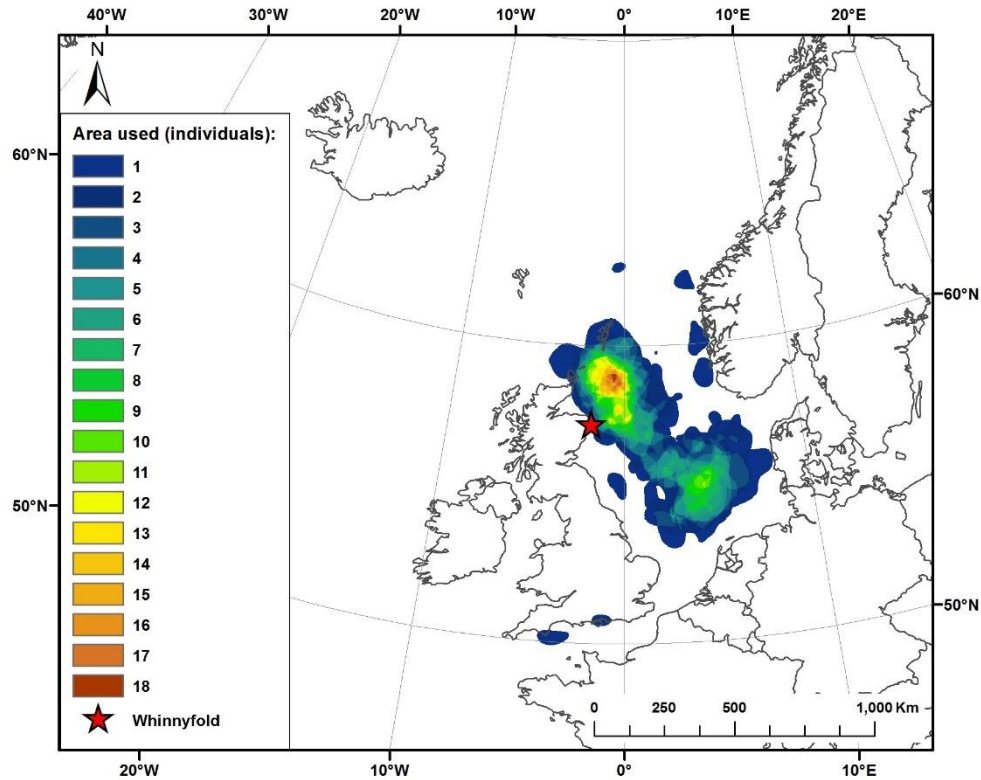 40°W 30°W 20°W 10°W 0° 10°E 20°E
N
Area used (individuals):
1
2
3
4
5
6
7
8
9
10
11
12
13
14
15
16
17
18
Whinnyfold
60°N
50°N
60°N
50°N
0 250 500 1,000 Km
20°W 10°W 0° 10°E